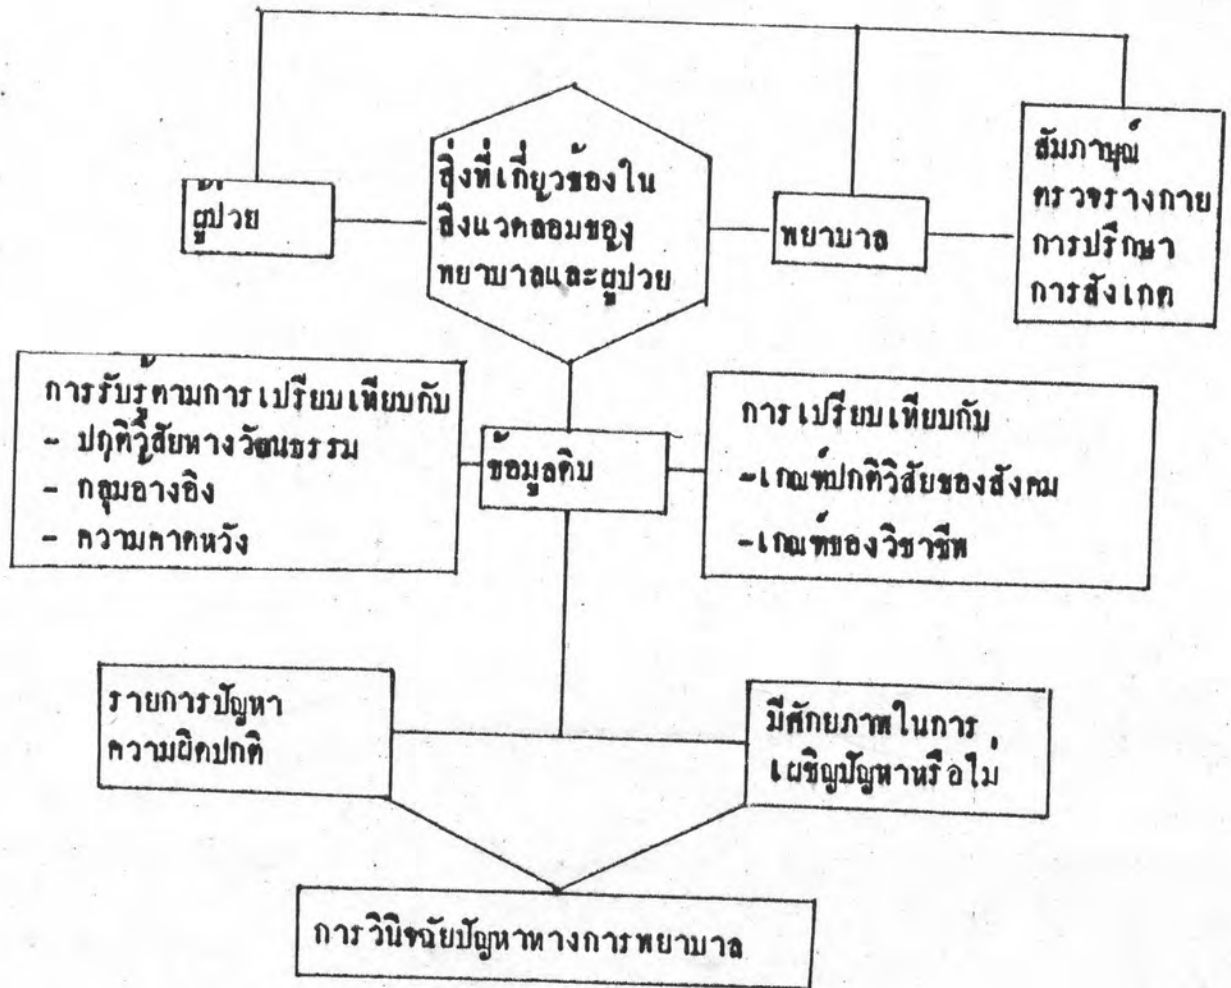 ผู้ป่วย
สิ่งที่เกี่ยวข้องใน
สิ่งแวดล้อมของ
พยาบาลและผู้ป่วย
พยาบาล
สัมภาษณ์
ตรวจร่างกาย
การปรึกษา
การสังเกต
การรับรู้ตามการเปรียบเทียบกับ
- ปกติวิสัยทางวัฒนธรรม
- กลุ่มอ้างอิง
- ความคาดหวัง
ข้อมูลดิบ
การเปรียบเทียบกับ
-เกณฑ์ปกติวิสัยของสังคม
-เกณฑ์ของวิชาชีพ
รายการปัญหา
ความผิดปกติ
มีศักยภาพในการ
เผชิญปัญหาหรือไม่
การวินิจฉัยปัญหาทางการพยาบาล